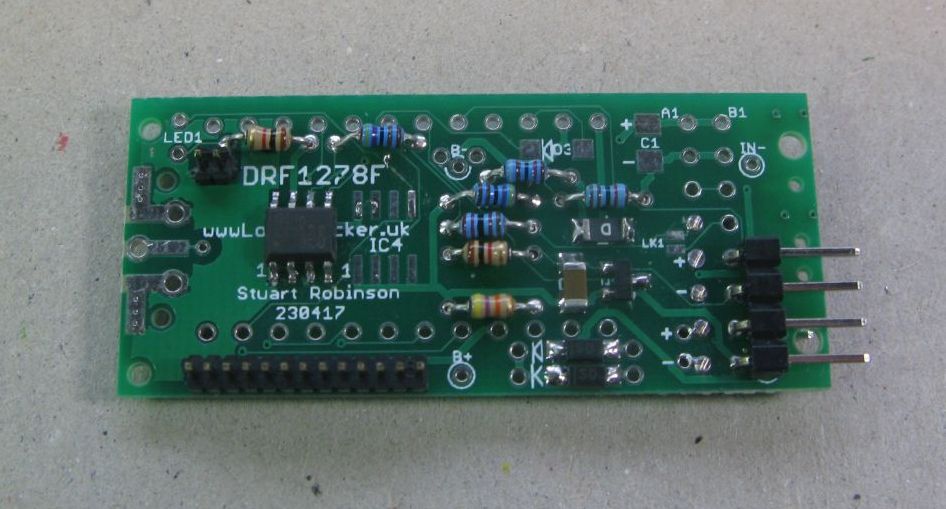 A1
B1
LED1
+
B-
D3
C1
-
IN-
DRF1278F
IC4
LK1
+
-
Stuart Robinson
230417
+
B+
-